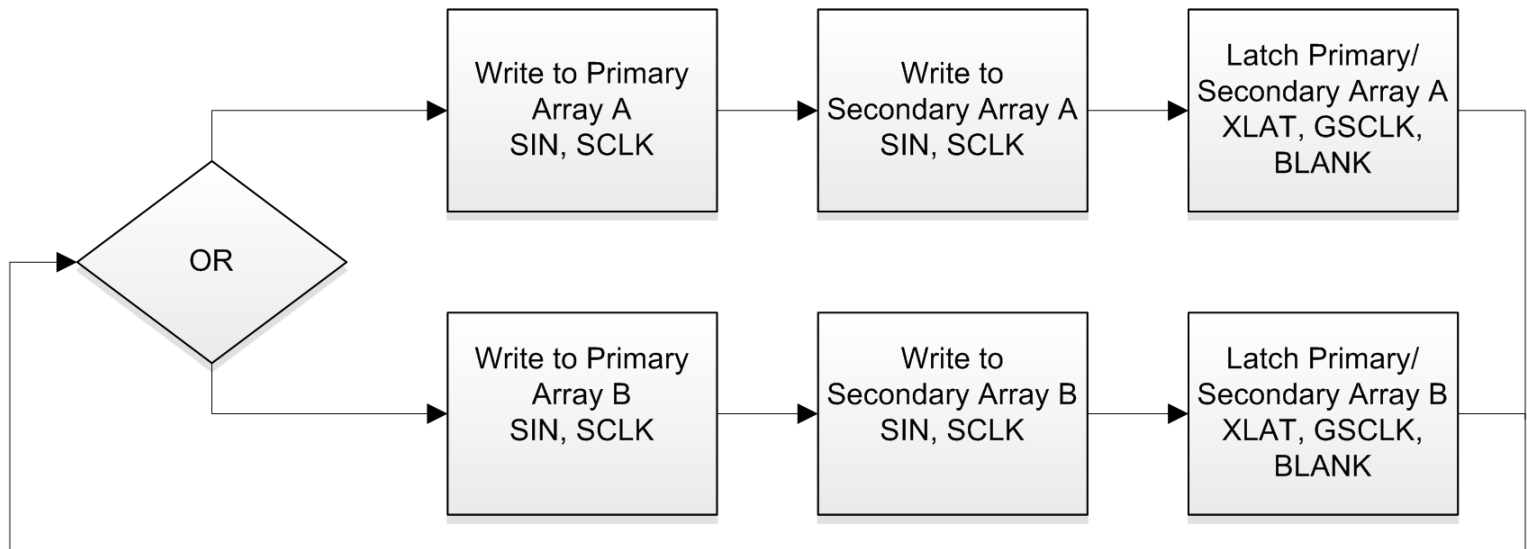 Write to Primary
Array A
SIN, SCLK
Write to
Secondary Array A
SIN, SCLK
Latch Primary/
Secondary Array A
XLAT, GSCLK,
BLANK
OR
Write to Primary
Array B
SIN, SCLK
Write to
Secondary Array B
SIN, SCLK
Latch Primary/
Secondary Array B
XLAT, GSCLK,
BLANK